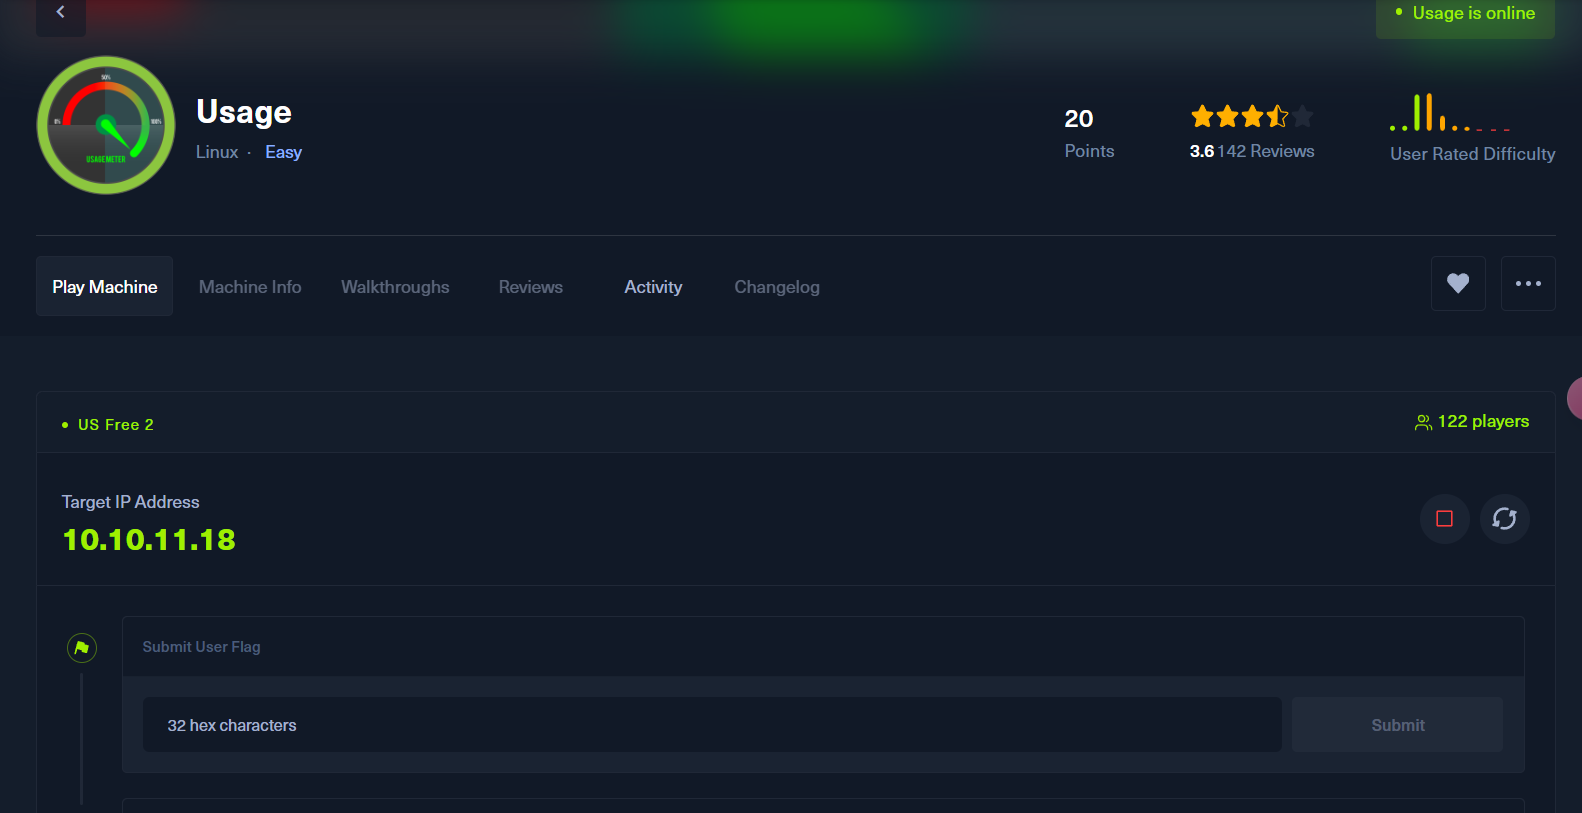 Usage is online
50%
0%
100%
USAGE METER
Usage
Linux · Easy
20
Points
3.6 142 Reviews
User Rated Difficulty
Play Machine
Machine Info
Walkthroughs
Reviews
Activity
Changelog
US Free 2
122 players
Target IP Address
10.10.11.18
Submit User Flag
32 hex characters
Submit